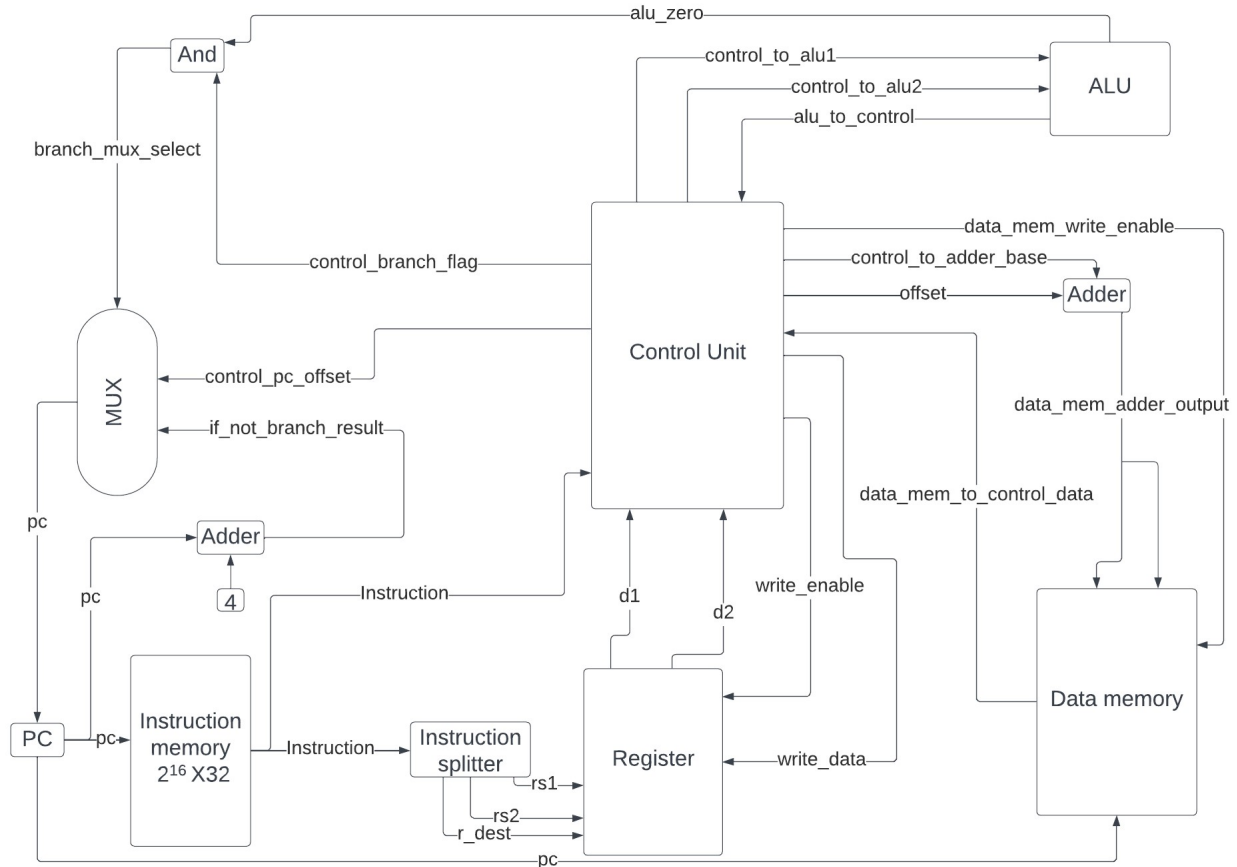 alu_zero
And
control_to_alu1
ALU
control_to_alu2
alu_to_control
branch_mux_select
data_mem_write_enable
control_branch_flag
control_to_adder_base
offset
Adder
Control Unit
control_pc_offset
MUX
data_mem_adder_output
if_not_branch_result
data_mem_to_control_data
pc
Adder
write_enable
Instruction
d1
pc
4
d2
Instruction
memory
2¹⁶ X32
Data memory
PC
pc
Instruction
Instruction
splitter
Register
write_data
rs1
rs2
r_dest
pc